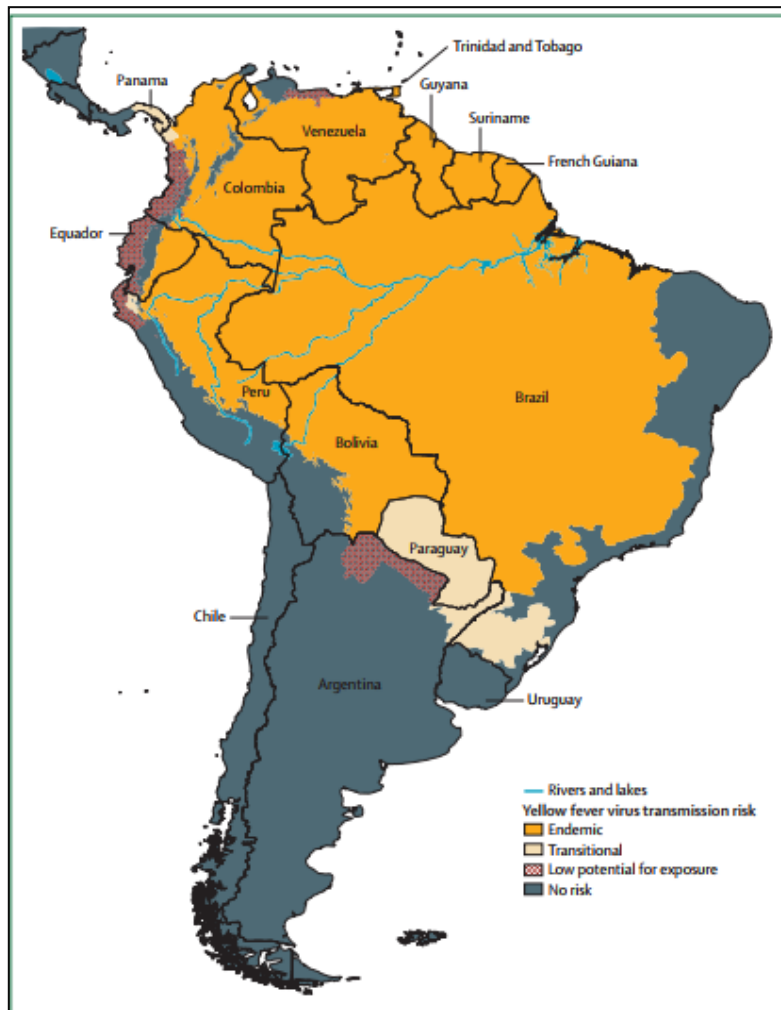 Trinidad and Tobago
Panama
Guyana
Suriname
Venezuela
French Guiana
Colombia
Equador
Peru
Brazil
Bolivia
Paraguay
Chile
Argentina
Uruguay
Rivers and lakes
Yellow fever virus transmission risk
Endemic
Transitional
Low potential for exposure
No risk